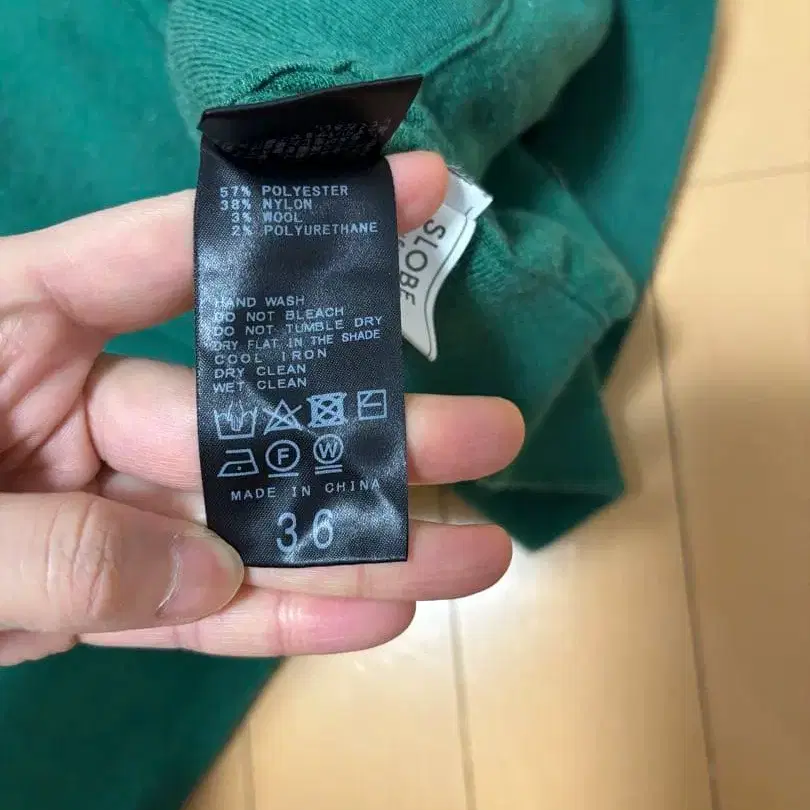 57% POLYESTER
38% NYLON
3% WOOL
2% POLYURETHANE
HAND WASH
DO NOT BLEACH
DO NOT TUMBLE DRY
DRY FLAT IN THE SHADE
COOL IRON
DRY CLEAN
WET CLEAN
F
W
MADE IN CHINA
36
SLOBE